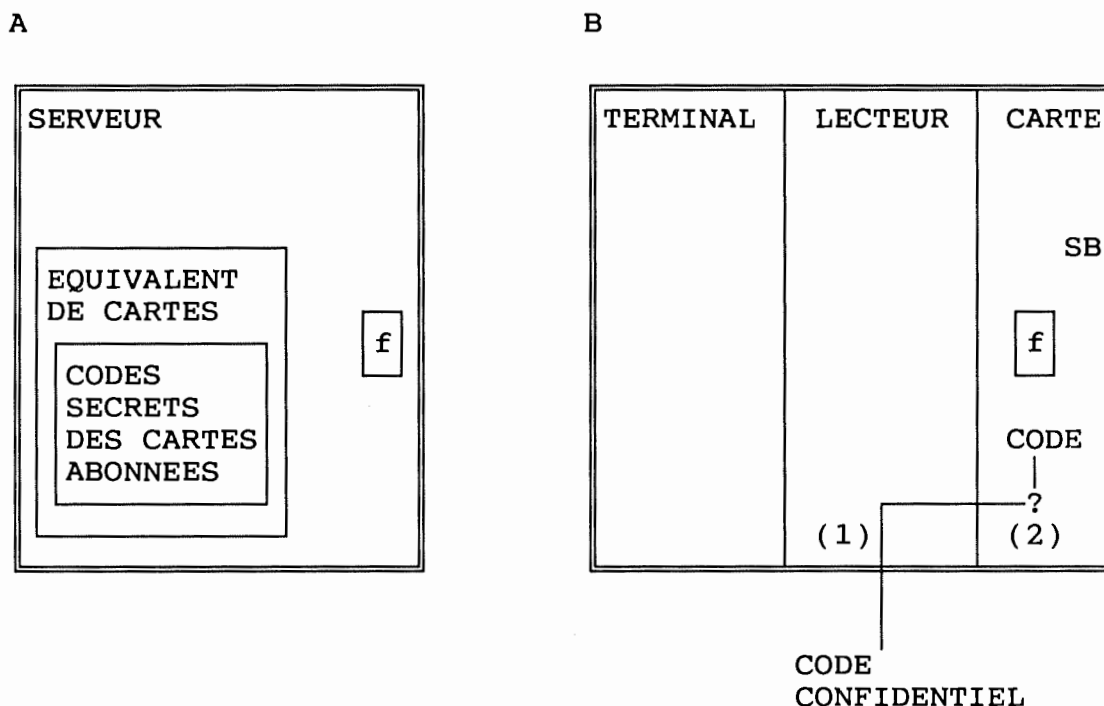 A
B
SERVEUR
EQUIVALENT
DE CARTES
f
CODES
SECRETS
DES CARTES
ABONNEES
TERMINAL
LECTEUR
CARTE
SB
f
CODE
?
(1)
(2)
CODE
CONFIDENTIEL